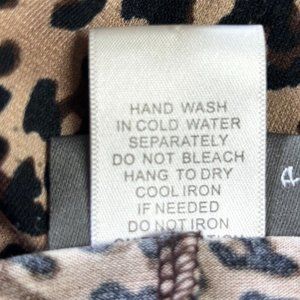 HAND WASH
IN COLD WATER
SEPARATELY
DO NOT BLEACH
HANG TO DRY
COOL IRON
IF NEEDED
DO NOT IRON